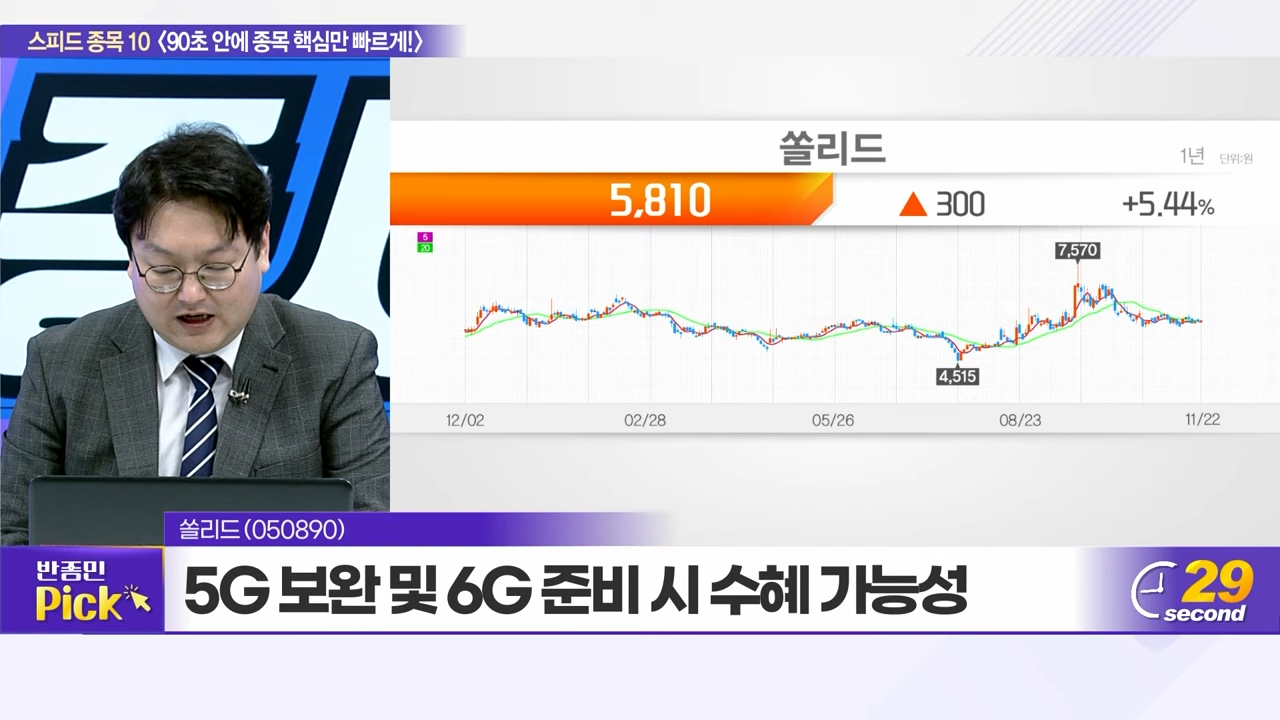 스피드 종목 10 〈90초 안에 종목 핵심만 빠르게!〉
쏠리드
1년 단위:원
5,810 ▲ 300 +5.44%
5
20
7,570
4,515
12/02 02/28 05/26 08/23 11/22
쏠리드(050890)
반종민
Pick
5G 보완 및 6G 준비 시 수혜 가능성
29
second